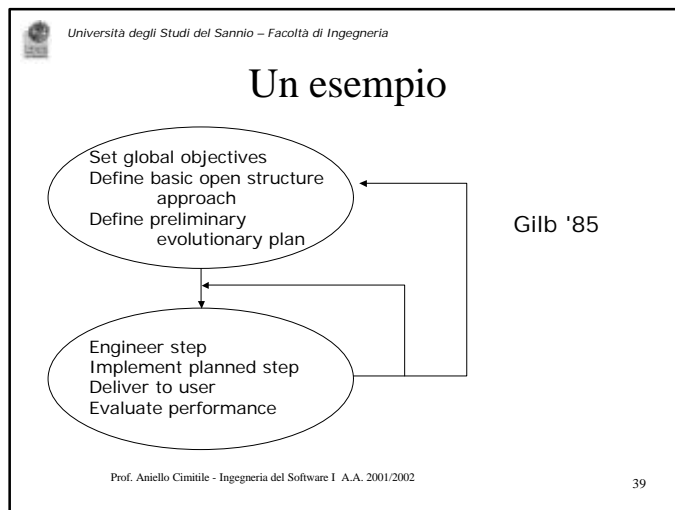 Università degli Studi del Sannio – Facoltà di Ingegneria
Un esempio
Set global objectives
Define basic open structure
approach
Define preliminary
evolutionary plan
Gilb '85
Engineer step
Implement planned step
Deliver to user
Evaluate performance
Prof. Aniello Cimitile - Ingegneria del Software I A.A. 2001/2002
39